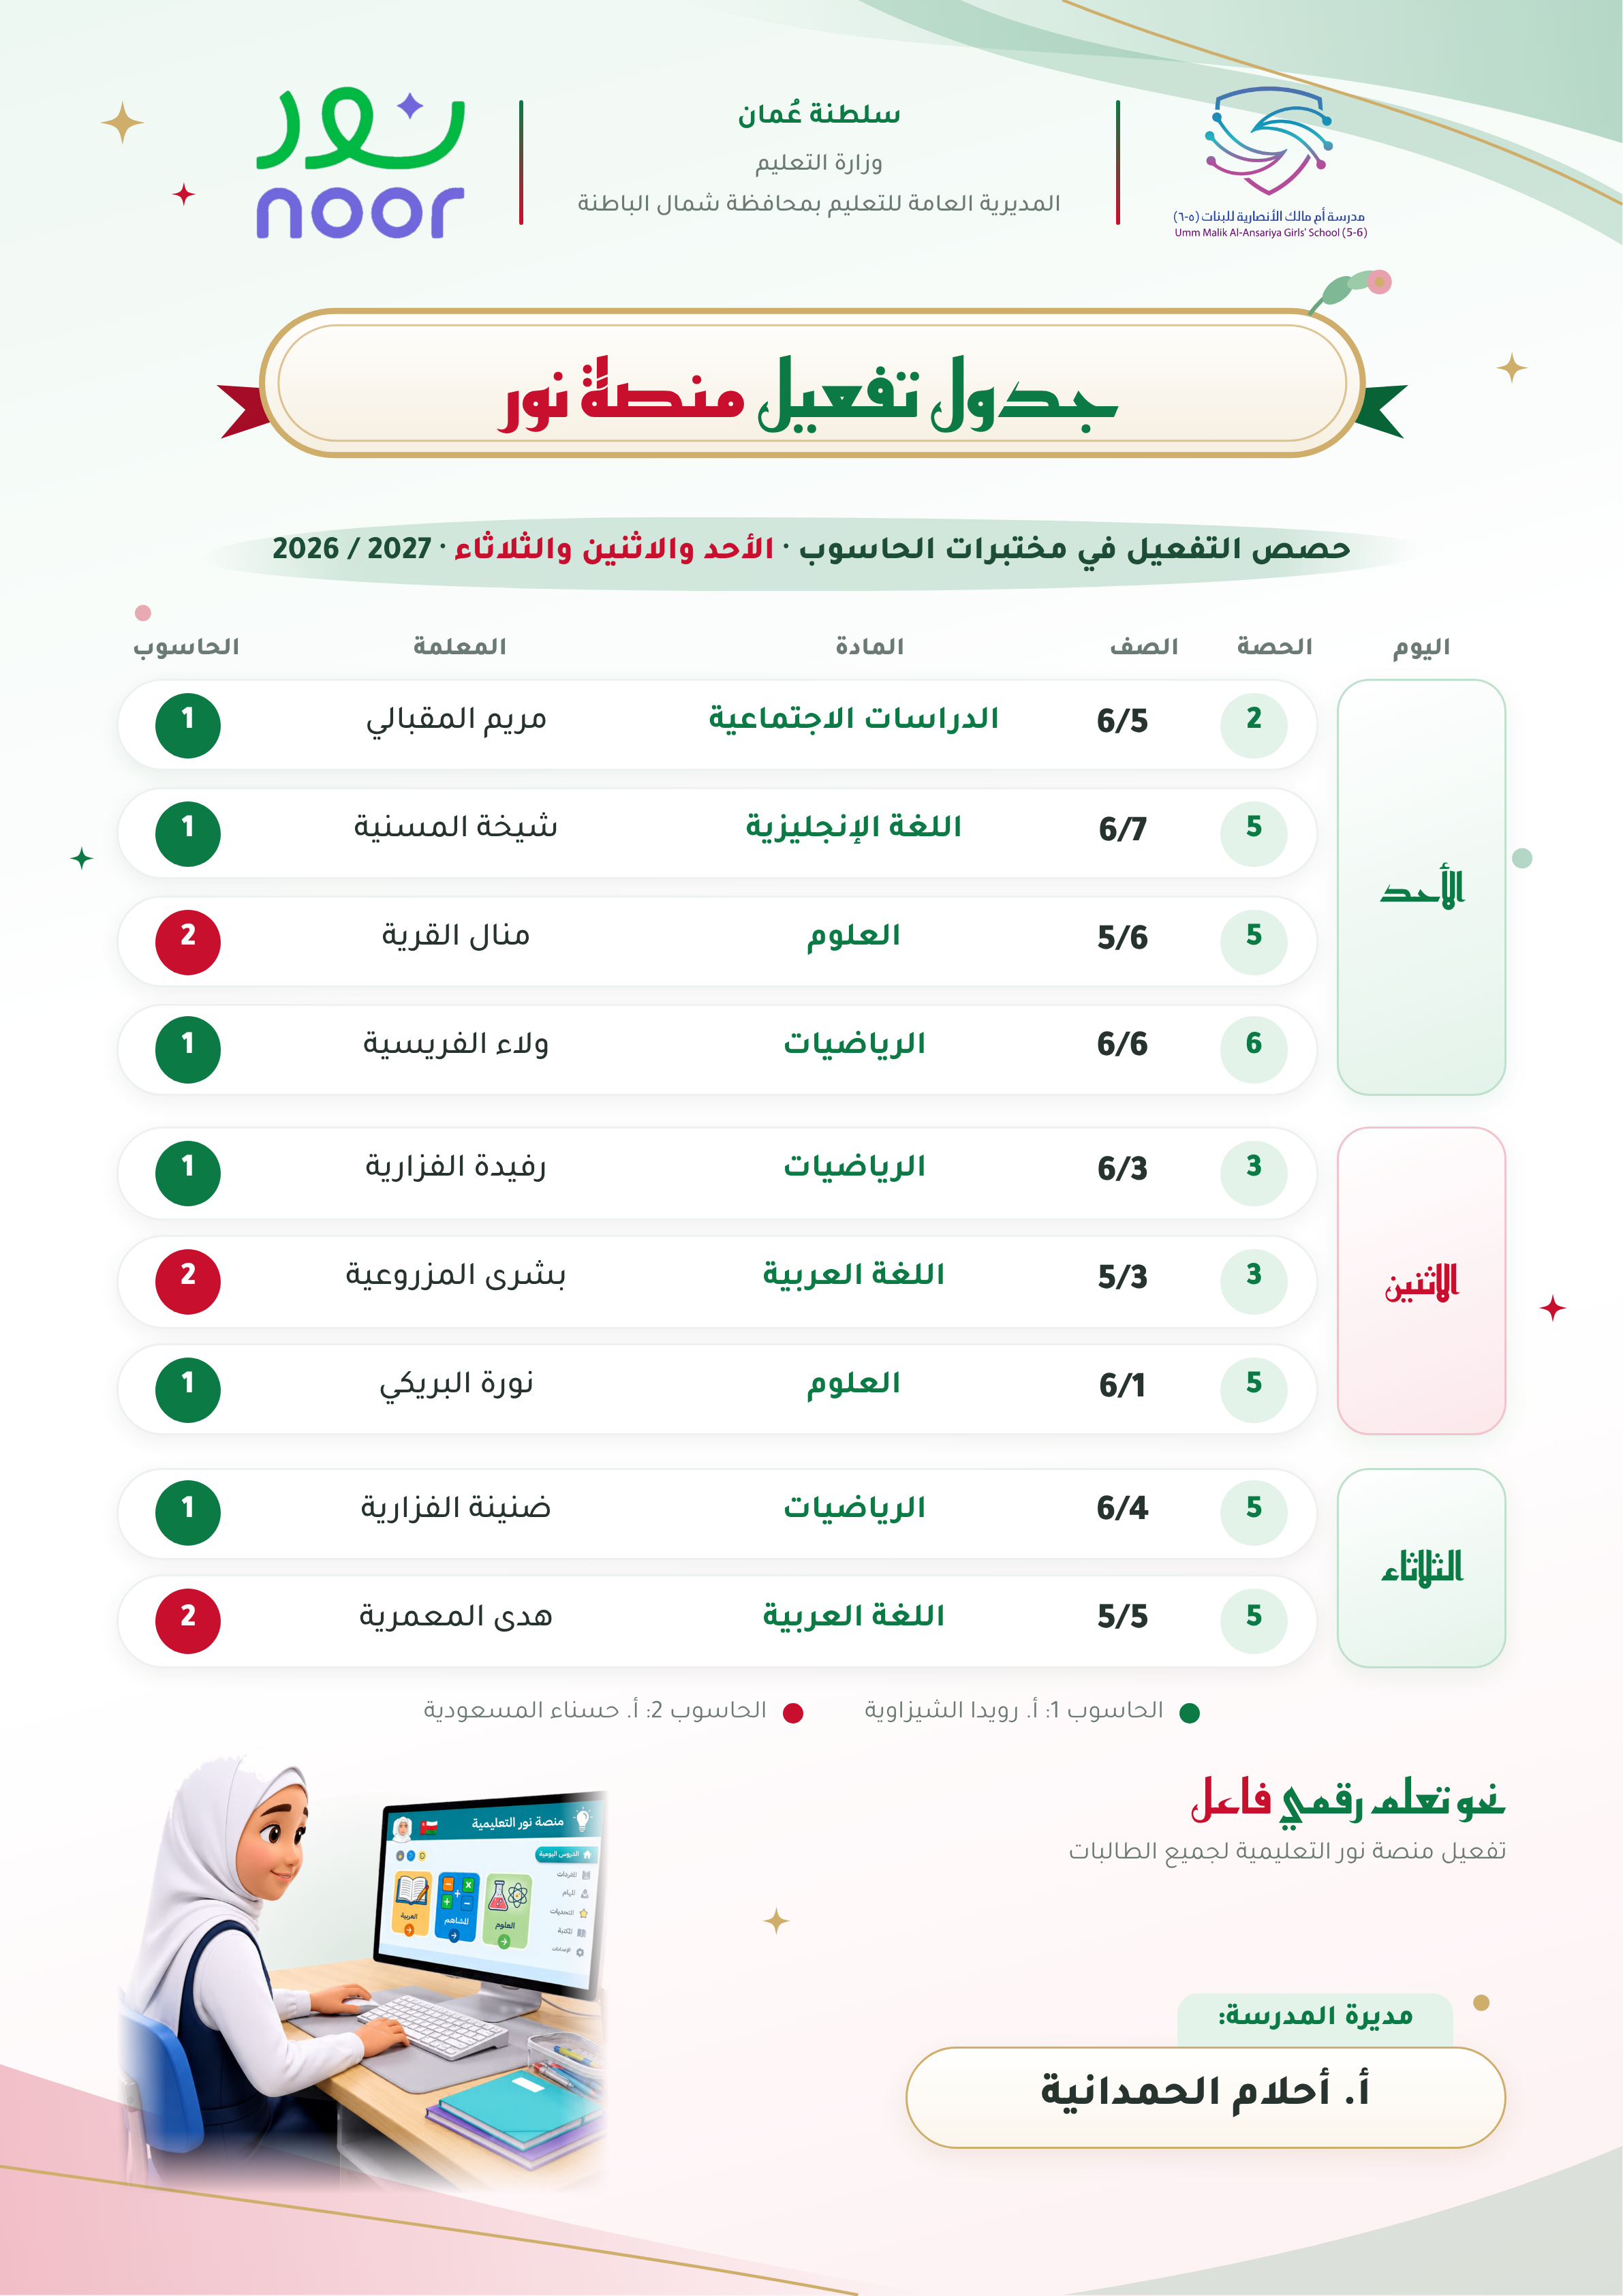 مدرسة أم مالك الأنصارية للبنات (٥-٦)
Umm Malik Al-Ansariya Girls' School (5-6)
سلطنة عُمان
وزارة التعليم
المديرية العامة للتعليم بمحافظة شمال الباطنة
نور
noor
جدول تفعيل منصة نور
حصص التفعيل في مختبرات الحاسوب · الأحد والاثنين والثلاثاء · 2027 / 2026
اليوم الحصة الصف المادة المعلمة الحاسوب
الأحد
2 6/5 الدراسات الاجتماعية مريم المقبالي 1
5 6/7 اللغة الإنجليزية شيخة المسنية 1
5 5/6 العلوم منال القرية 2
6 6/6 الرياضيات ولاء الفريسية 1
الاثنين
3 6/3 الرياضيات رفيدة الفزارية 1
3 5/3 اللغة العربية بشرى المزروعية 2
5 6/1 العلوم نورة البريكي 1
الثلاثاء
5 6/4 الرياضيات ضنينة الفزارية 1
5 5/5 اللغة العربية هدى المعمرية 2
الحاسوب 1: أ. رويدا الشيزاوية
الحاسوب 2: أ. حسناء المسعودية
نحو تعلم رقمي فاعل
تفعيل منصة نور التعليمية لجميع الطالبات
منصة نور التعليمية
الدروس اليومية
العلوم
العربية
مديرة المدرسة:
أ. أحلام الحمدانية